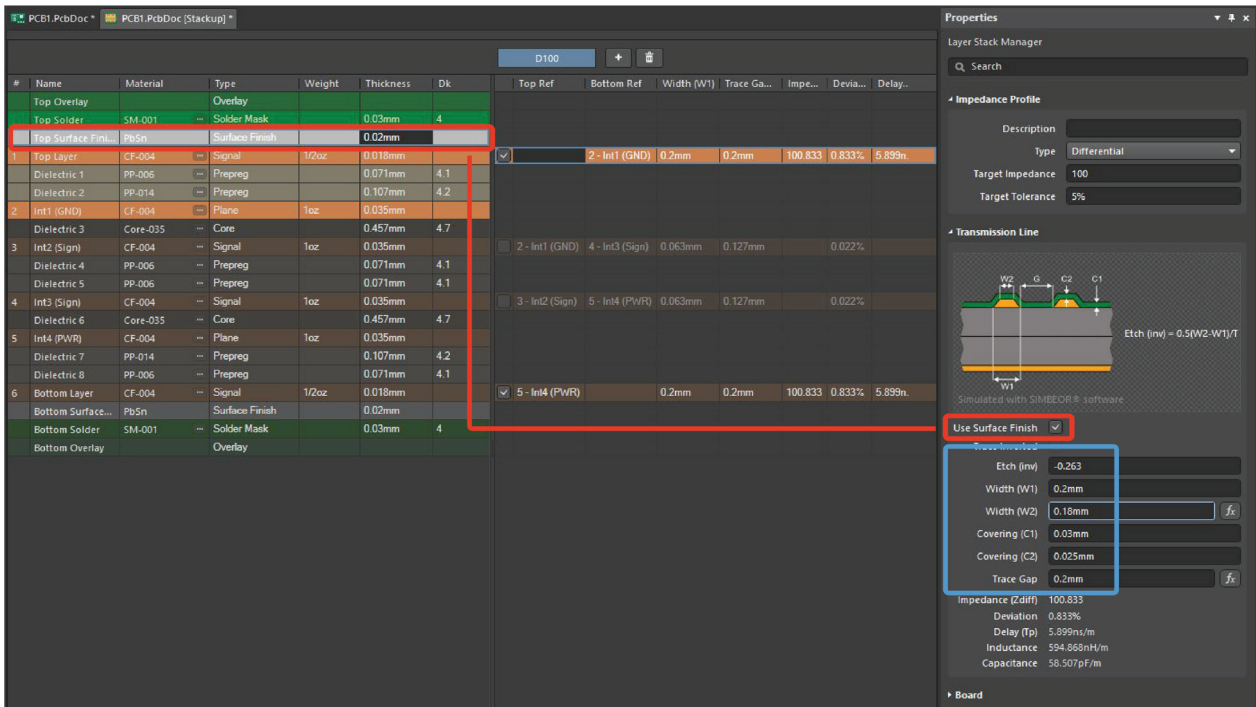 PCB1.PcbDoc * PCB1.PcbDoc [Stackup] *
D100 +
# Name Material Type Weight Thickness Dk Top Ref Bottom Ref Width (W1) Trace Ga... Impe... Devia... Delay...
Top Overlay Overlay
Top Solder SM-001 ··· Solder Mask 0.03mm 4
Top Surface Fini... PbSn Surface Finish 0.02mm
1 Top Layer CF-004 ··· Signal 1/2oz 0.018mm 2 - Int1 (GND) 0.2mm 0.2mm 100.833 0.833% 5.899n.
Dielectric 1 PP-006 ··· Prepreg 0.071mm 4.1
Dielectric 2 PP-014 ··· Prepreg 0.107mm 4.2
2 Int1 (GND) CF-004 ··· Plane 1oz 0.035mm
Dielectric 3 Core-035 ··· Core 0.457mm 4.7
3 Int2 (Sign) CF-004 ··· Signal 1oz 0.035mm 2 - Int1 (GND) 4 - Int3 (Sign) 0.063mm 0.127mm 0.022%
Dielectric 4 PP-006 ··· Prepreg 0.071mm 4.1
Dielectric 5 PP-006 ··· Prepreg 0.071mm 4.1
4 Int3 (Sign) CF-004 ··· Signal 1oz 0.035mm 3 - Int2 (Sign) 5 - Int4 (PWR) 0.063mm 0.127mm 0.022%
Dielectric 6 Core-035 ··· Core 0.457mm 4.7
5 Int4 (PWR) CF-004 ··· Plane 1oz 0.035mm
Dielectric 7 PP-014 ··· Prepreg 0.107mm 4.2
Dielectric 8 PP-006 ··· Prepreg 0.071mm 4.1
6 Bottom Layer CF-004 ··· Signal 1/2oz 0.018mm 5 - Int4 (PWR) 0.2mm 0.2mm 100.833 0.833% 5.899n.
Bottom Surface... PbSn Surface Finish 0.02mm
Bottom Solder SM-001 ··· Solder Mask 0.03mm 4
Bottom Overlay Overlay
Properties
Layer Stack Manager
Search
Impedance Profile
Description
Type Differential
Target Impedance 100
Target Tolerance 5%
Transmission Line
W2 G C2 C1
Etch (inv) = 0.5(W2-W1)/T
W1
Simulated with SIMBEOR® software
Use Surface Finish
Trace Inverted
Etch (inv) -0.263
Width (W1) 0.2mm
Width (W2) 0.18mm fx
Covering (C1) 0.03mm
Covering (C2) 0.025mm
Trace Gap 0.2mm fx
Impedance (Zdiff) 100.833
Deviation 0.833%
Delay (Tp) 5.899ns/m
Inductance 594.868nH/m
Capacitance 58.507pF/m
Board